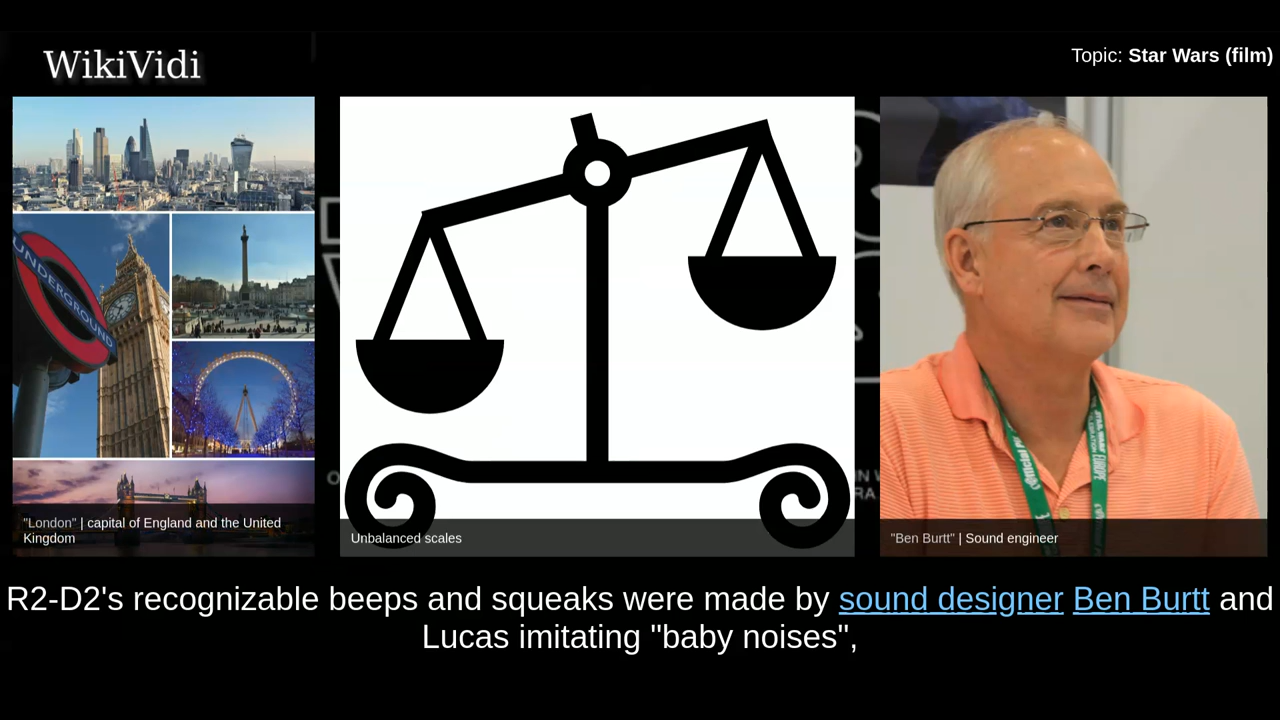 WikiVidi
Topic: Star Wars (film)
UNDERGROUND
"London" | capital of England and the United
Kingdom
Unbalanced scales
"Ben Burtt" | Sound engineer
R2-D2's recognizable beeps and squeaks were made by sound designer Ben Burtt and
Lucas imitating "baby noises",